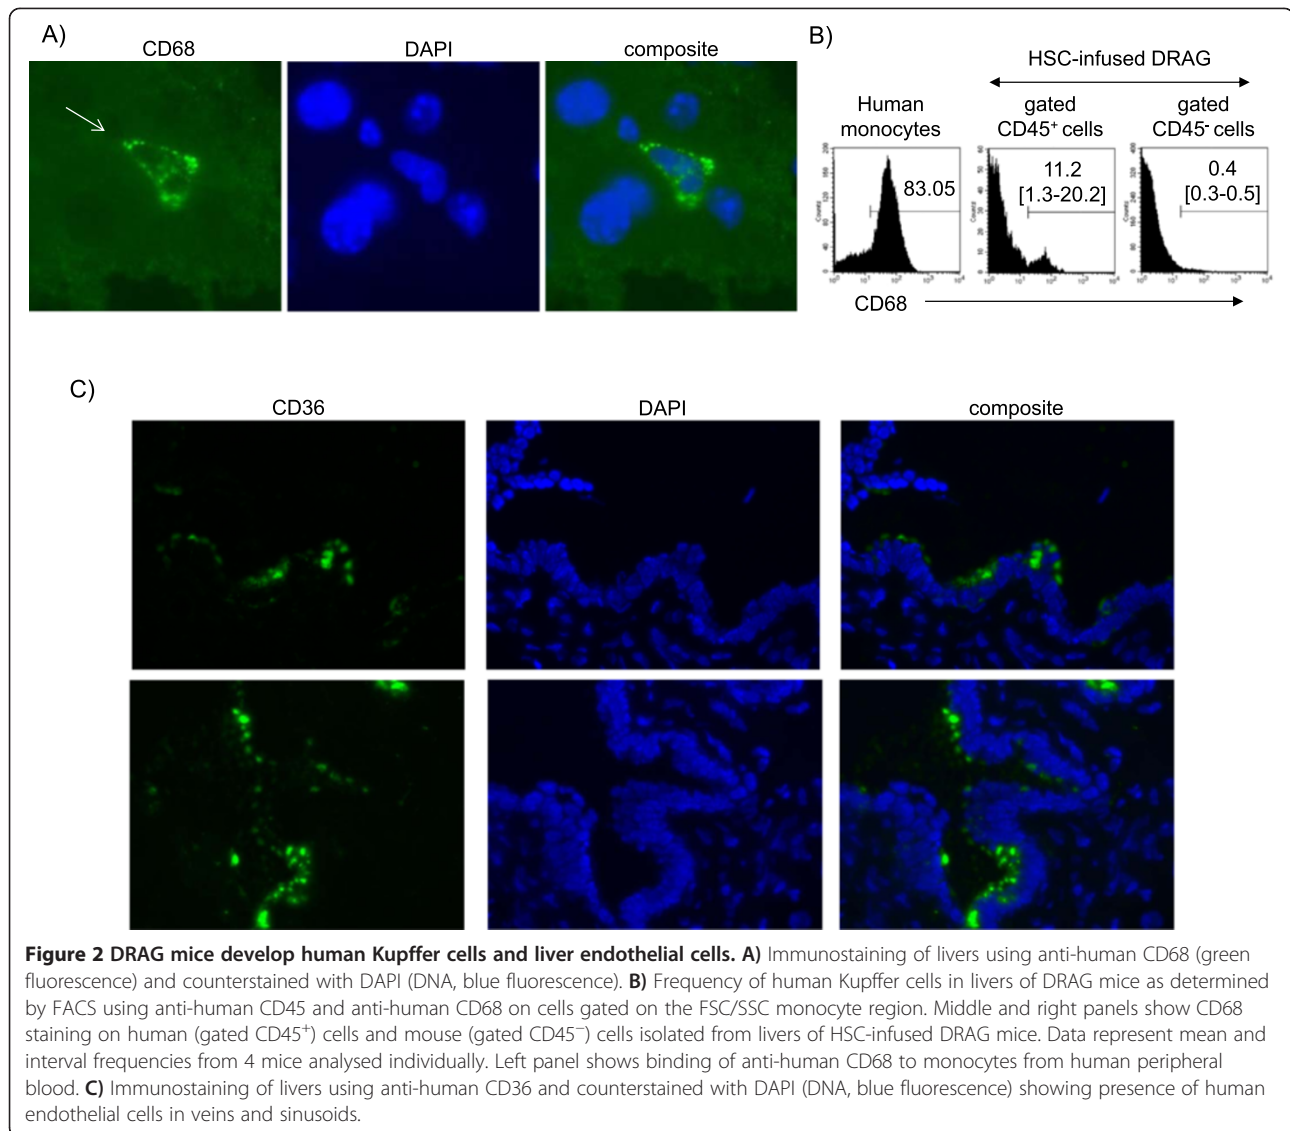 A)
CD68 DAPI composite
B)
HSC-infused DRAG
Human monocytes
gated CD45+ cells
gated CD45- cells
83.05
11.2
[1.3-20.2]
0.4
[0.3-0.5]
CD68
C)
CD36 DAPI composite
Figure 2 DRAG mice develop human Kupffer cells and liver endothelial cells. A) Immunostaining of livers using anti-human CD68 (green
fluorescence) and counterstained with DAPI (DNA, blue fluorescence). B) Frequency of human Kupffer cells in livers of DRAG mice as determined
by FACS using anti-human CD45 and anti-human CD68 on cells gated on the FSC/SSC monocyte region. Middle and right panels show CD68
staining on human (gated CD45+) cells and mouse (gated CD45−) cells isolated from livers of HSC-infused DRAG mice. Data represent mean and
interval frequencies from 4 mice analysed individually. Left panel shows binding of anti-human CD68 to monocytes from human peripheral
blood. C) Immunostaining of livers using anti-human CD36 and counterstained with DAPI (DNA, blue fluorescence) showing presence of human
endothelial cells in veins and sinusoids.